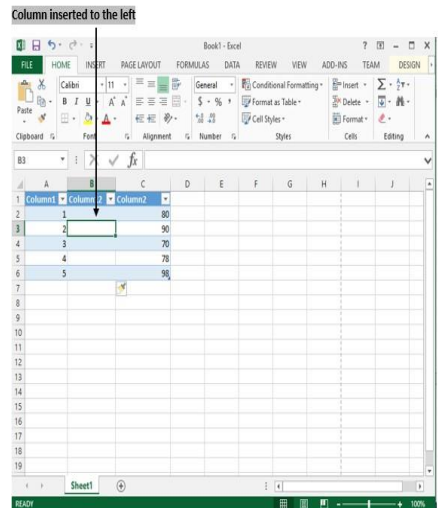 Column inserted to the left
Book1 - Excel
FILE HOME INSERT PAGE LAYOUT FORMULAS DATA REVIEW VIEW ADD-INS TEAM DESIGN
Calibri 11 General Conditional Formatting Insert
Paste B I U $ % Format as Table Delete
Cell Styles Format
Clipboard Font Alignment Number Styles Cells Editing
B3 fx
A B C D E F G H I J
1 Column1 Column2
2 1 80
3 2 90
4 3 70
5 4 78
6 5 98
7
8
9
10
11
12
13
14
15
16
17
18
19
Sheet1
READY 100%